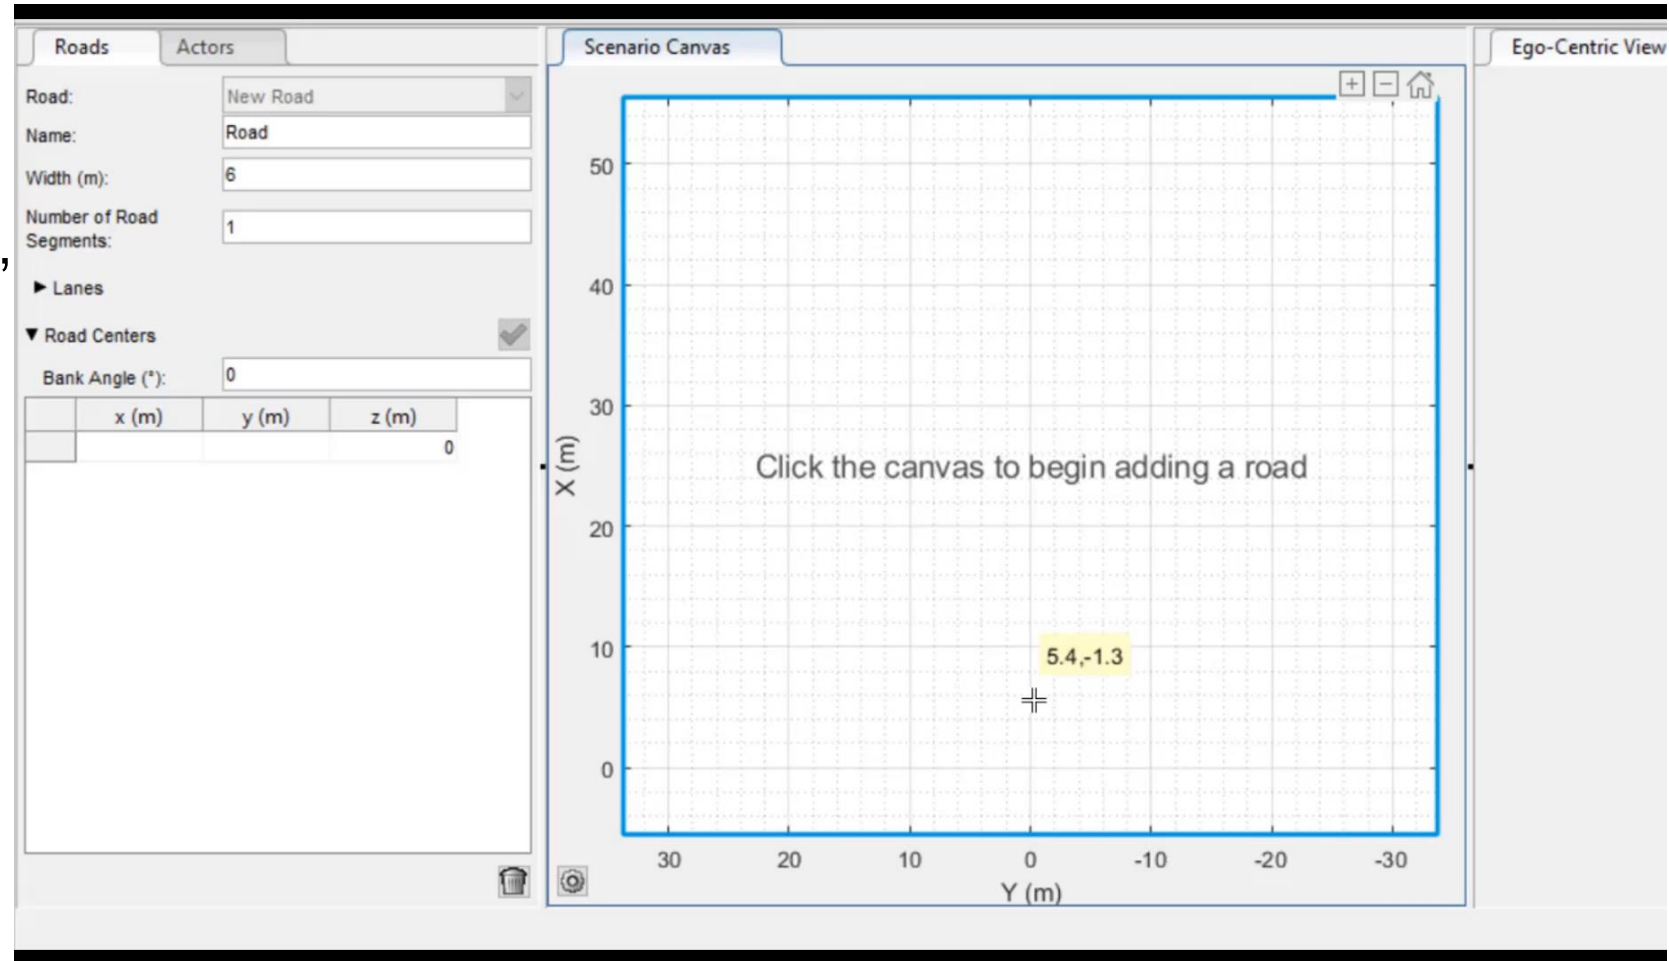 Roads
Actors
Road:
New Road
Name:
Road
Width (m):
6
Number of Road
Segments:
1
,
Lanes
Road Centers
Bank Angle (°):
0
x (m)
y (m)
z (m)
0
Scenario Canvas
50
40
30
20
10
0
X (m)
Click the canvas to begin adding a road
5.4,-1.3
30
20
10
0
-10
-20
-30
Y (m)
Ego-Centric View